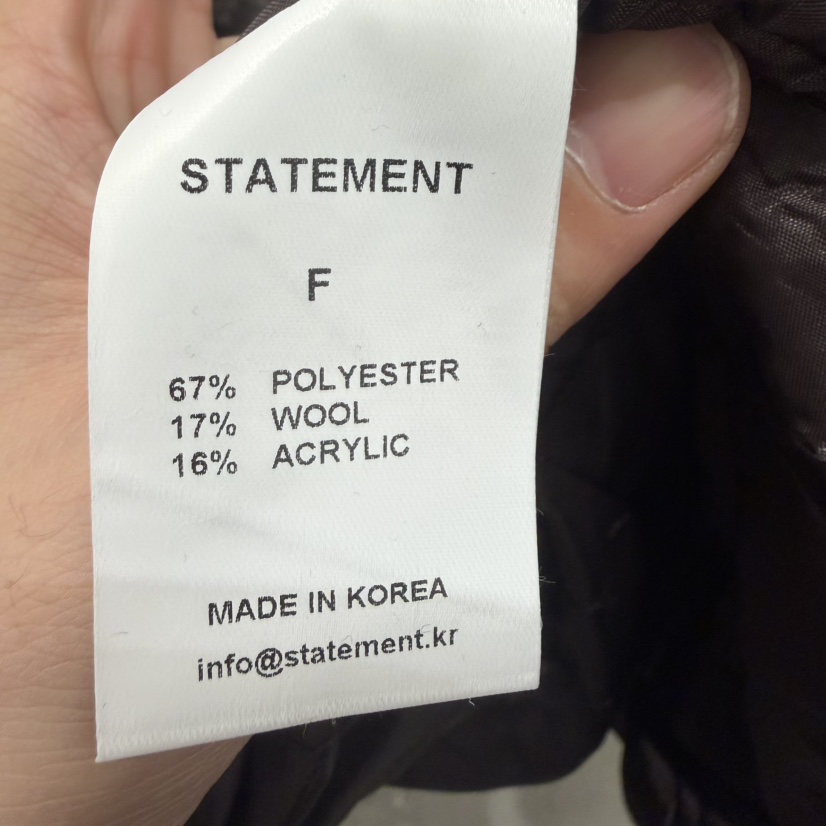 STATEMENT
F
67% POLYESTER
17% WOOL
16% ACRYLIC
MADE IN KOREA
info@statement.kr